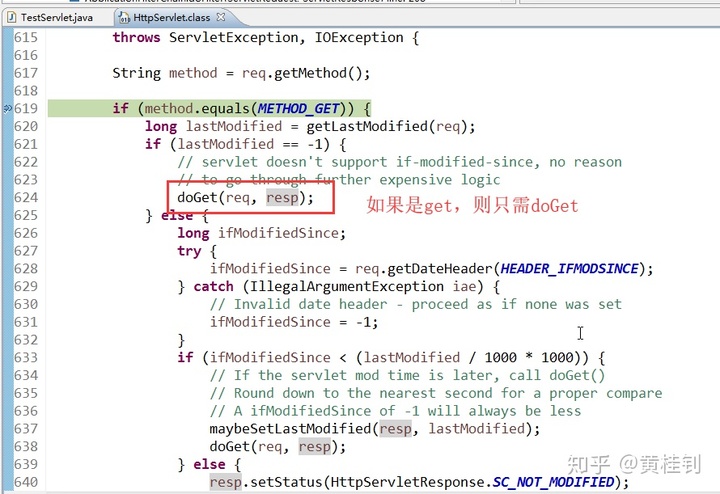 TestServlet.java HttpServlet.class
615 throws ServletException, IOException {
616
617 String method = req.getMethod();
618
619 if (method.equals(METHOD_GET)) {
620 long lastModified = getLastModified(req);
621 if (lastModified == -1) {
622 // servlet doesn't support if-modified-since, no reason
623 // to go through further expensive logic
624 doGet(req, resp); 如果是get，则只需doGet
625 } else {
626 long ifModifiedSince;
627 try {
628 ifModifiedSince = req.getDateHeader(HEADER_IFMODSINCE);
629 } catch (IllegalArgumentException iae) {
630 // Invalid date header - proceed as if none was set
631 ifModifiedSince = -1;
632 }
633 if (ifModifiedSince < (lastModified / 1000 * 1000)) {
634 // If the servlet mod time is later, call doGet()
635 // Round down to the nearest second for a proper compare
636 // A ifModifiedSince of -1 will always be less
637 maybeSetLastModified(resp, lastModified);
638 doGet(req, resp);
639 } else {
640 resp.setStatus(HttpServletResponse.SC_NOT_MODIFIED);
知乎 @黄桂钊